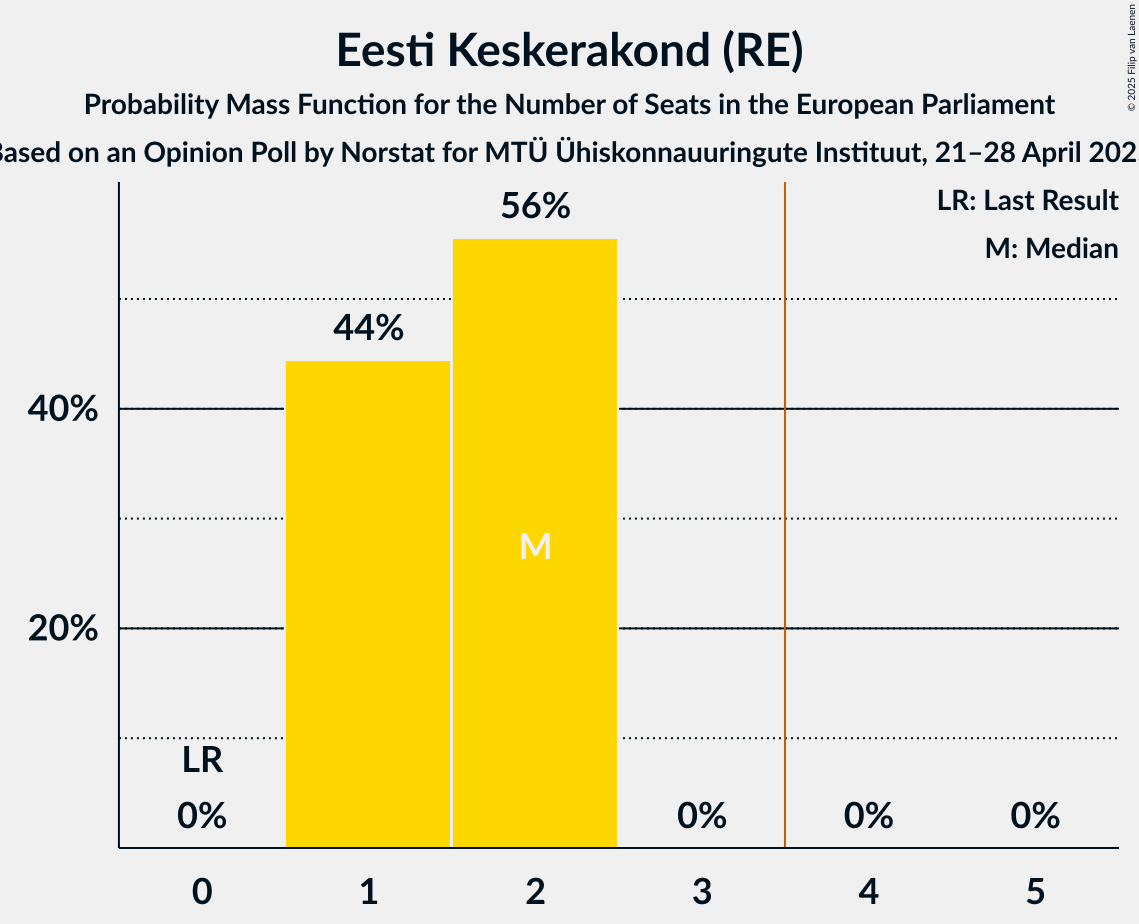 Eesti Keskerakond (RE)
Probability Mass Function for the Number of Seats in the European Parliament
Based on an Opinion Poll by Norstat for MTÜ Ühiskonnauuringute Instituut, 21–28 April 202
© 2025 Filip van Laenen
LR: Last Result
M: Median
56%
44%
40%
M
20%
LR
0%
0%
0%
0%
0
1
2
3
4
5